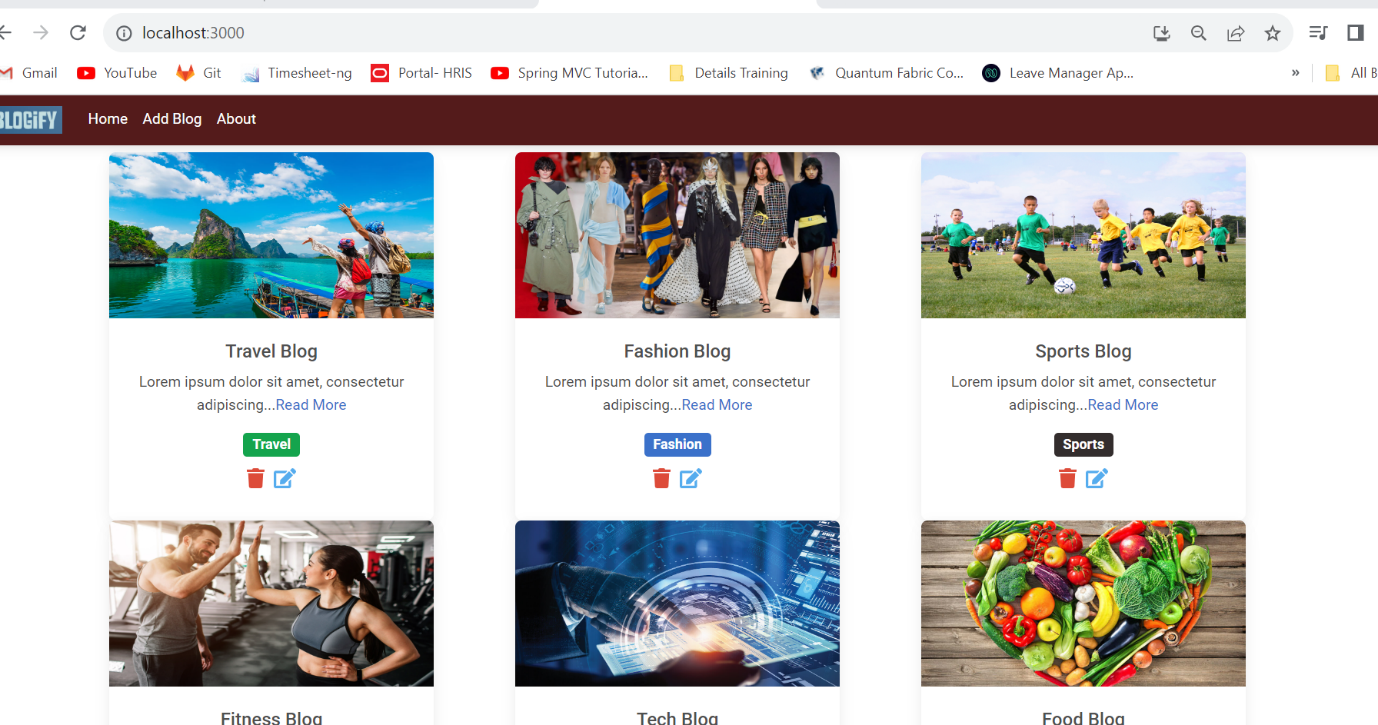 localhost:3000
Gmail YouTube Git Timesheet-ng Portal- HRIS Spring MVC Tutoria... Details Training Quantum Fabric Co... Leave Manager Ap... » All B
BLOGiFY Home Add Blog About
Travel Blog
Lorem ipsum dolor sit amet, consectetur
adipiscing...Read More
Travel
Fashion Blog
Lorem ipsum dolor sit amet, consectetur
adipiscing...Read More
Fashion
Sports Blog
Lorem ipsum dolor sit amet, consectetur
adipiscing...Read More
Sports
Fitness Blog
Tech Blog
Food Blog